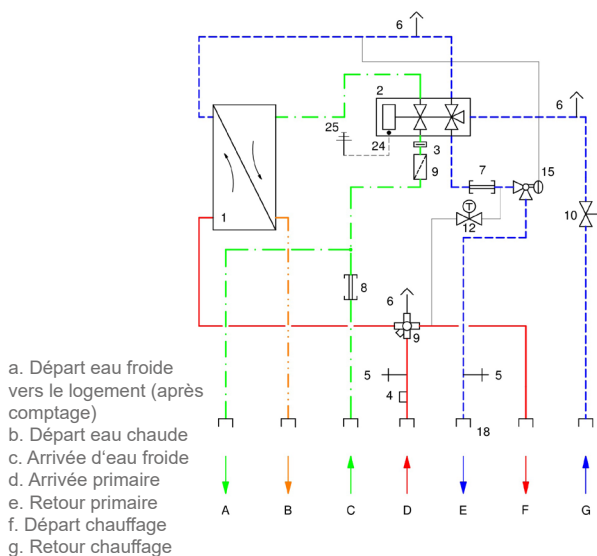 6
2
6
25
24
3
9
7
15
1
12
10
8
6
9
5
5
4
18
a. Départ eau froide
vers le logement (après
comptage)
b. Départ eau chaude
c. Arrivée d'eau froide
d. Arrivée primaire
e. Retour primaire
f. Départ chauffage
g. Retour chauffage
T
A B C D E F G